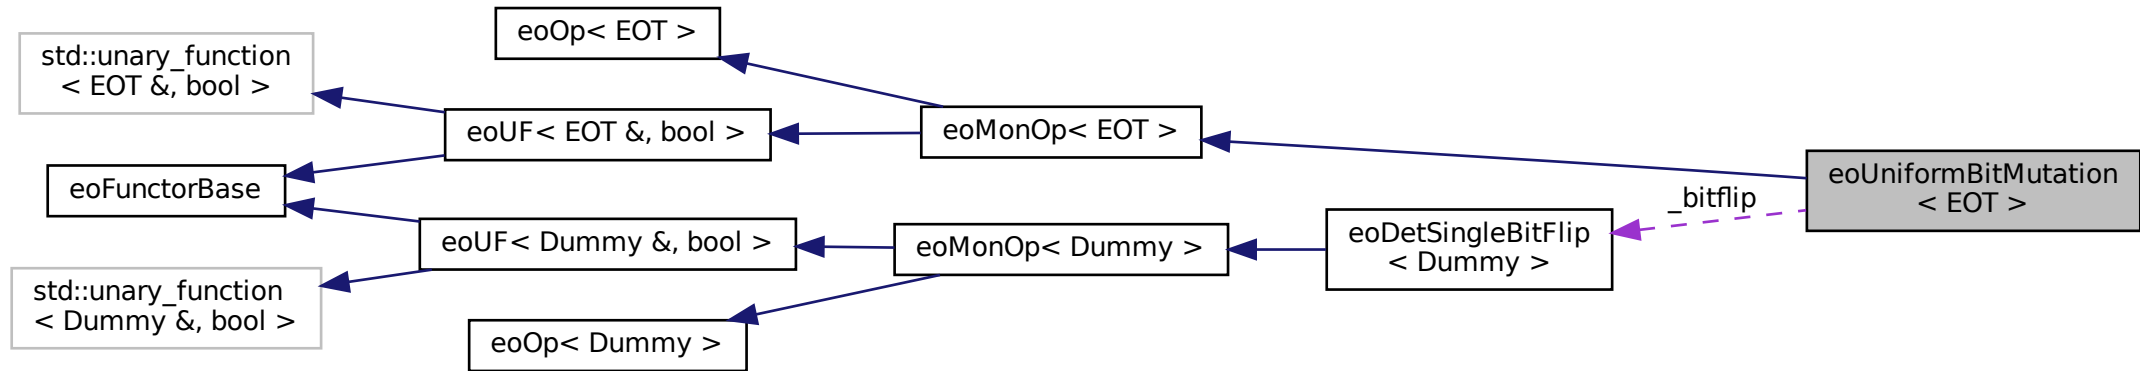 eoOp< EOT >
std::unary_function
< EOT &, bool >
eoUF< EOT &, bool >
eoMonOp< EOT >
eoFunctorBase
eoUniformBitMutation
< EOT >
_bitflip
eoUF< Dummy &, bool >
eoMonOp< Dummy >
eoDetSingleBitFlip
< Dummy >
std::unary_function
< Dummy &, bool >
eoOp< Dummy >